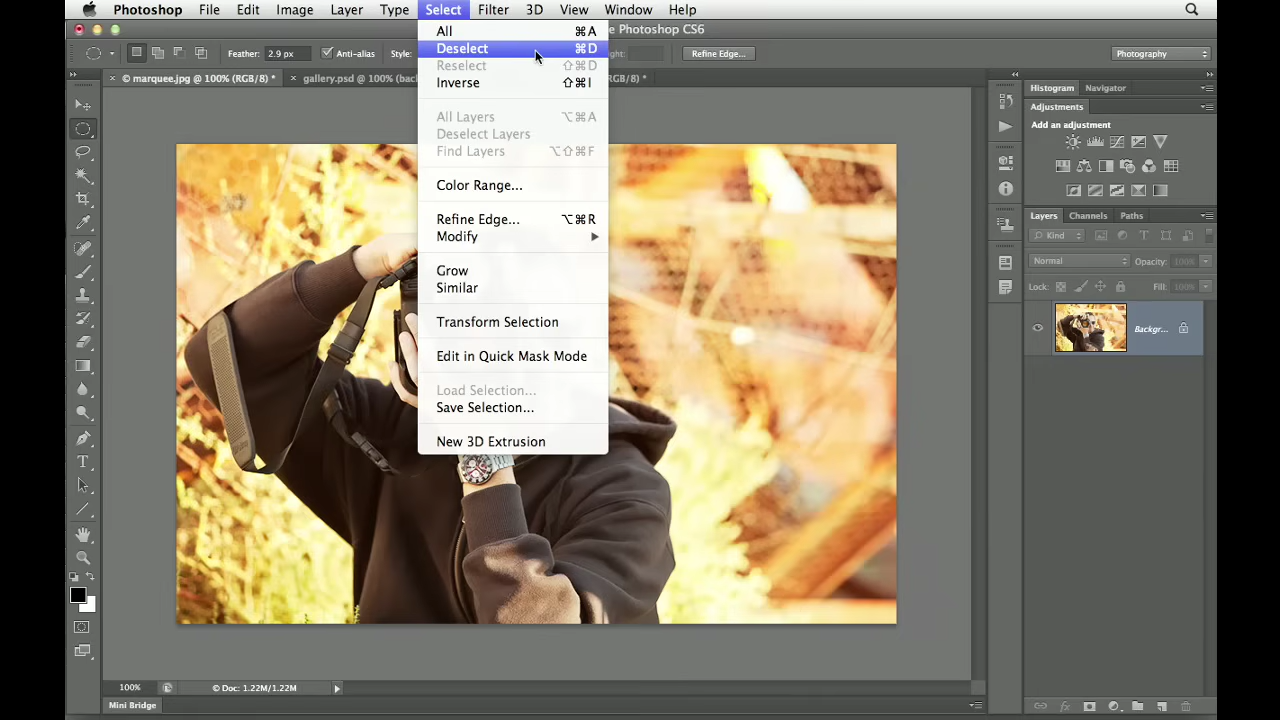 Photoshop File Edit Image Layer Type Select Filter 3D View Window Help
e Photoshop CS6
Feather: 2.9 px Anti-alias Style: Refine Edge... Photography
© marquee.jpg @ 100% (RGB/8) * gallery.psd @ 100% (bac RGB/8) *
All ⌘A
Deselect ⌘D
Reselect ⇧⌘D
Inverse ⇧⌘I
All Layers ⌥⌘A
Deselect Layers
Find Layers ⌥⇧⌘F
Color Range...
Refine Edge... ⌥⌘R
Modify
Grow
Similar
Transform Selection
Edit in Quick Mask Mode
Load Selection...
Save Selection...
New 3D Extrusion
Histogram Navigator
Adjustments
Add an adjustment
Layers Channels Paths
Kind
Normal Opacity: 100%
Lock: Fill: 100%
Backgr...
100% © Doc: 1.22M/1.22M
Mini Bridge